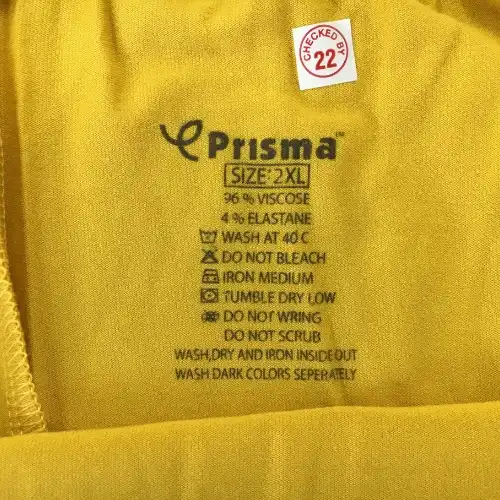 CHECKED BY
22
Prisma™
SIZE:2XL
96 % VISCOSE
4 % ELASTANE
WASH AT 40 C
DO NOT BLEACH
IRON MEDIUM
TUMBLE DRY LOW
DO NOT WRING
DO NOT SCRUB
WASH,DRY AND IRON INSIDE OUT
WASH DARK COLORS SEPERATELY